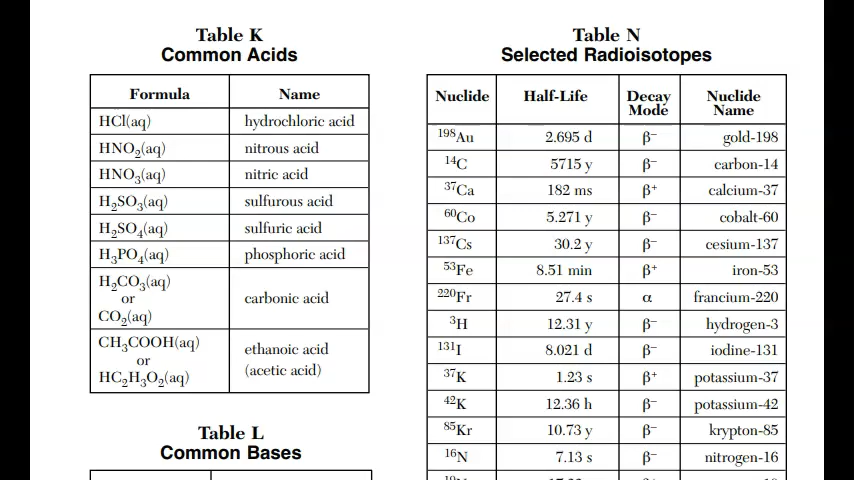 Table K
Common Acids
Formula Name
HCl(aq) hydrochloric acid
HNO₂(aq) nitrous acid
HNO₃(aq) nitric acid
H₂SO₃(aq) sulfurous acid
H₂SO₄(aq) sulfuric acid
H₃PO₄(aq) phosphoric acid
H₂CO₃(aq)
or
CO₂(aq)
carbonic acid
CH₃COOH(aq)
or
HC₂H₃O₂(aq)
ethanoic acid
(acetic acid)
Table L
Common Bases
Table N
Selected Radioisotopes
Nuclide Half-Life Decay Mode Nuclide Name
¹⁹⁸Au 2.695 d β⁻ gold-198
¹⁴C 5715 y β⁻ carbon-14
³⁷Ca 182 ms β⁺ calcium-37
⁶⁰Co 5.271 y β⁻ cobalt-60
¹³⁷Cs 30.2 y β⁻ cesium-137
⁵³Fe 8.51 min β⁺ iron-53
²²⁰Fr 27.4 s α francium-220
³H 12.31 y β⁻ hydrogen-3
¹³¹I 8.021 d β⁻ iodine-131
³⁷K 1.23 s β⁺ potassium-37
⁴²K 12.36 h β⁻ potassium-42
⁸⁵Kr 10.73 y β⁻ krypton-85
¹⁶N 7.13 s β⁻ nitrogen-16